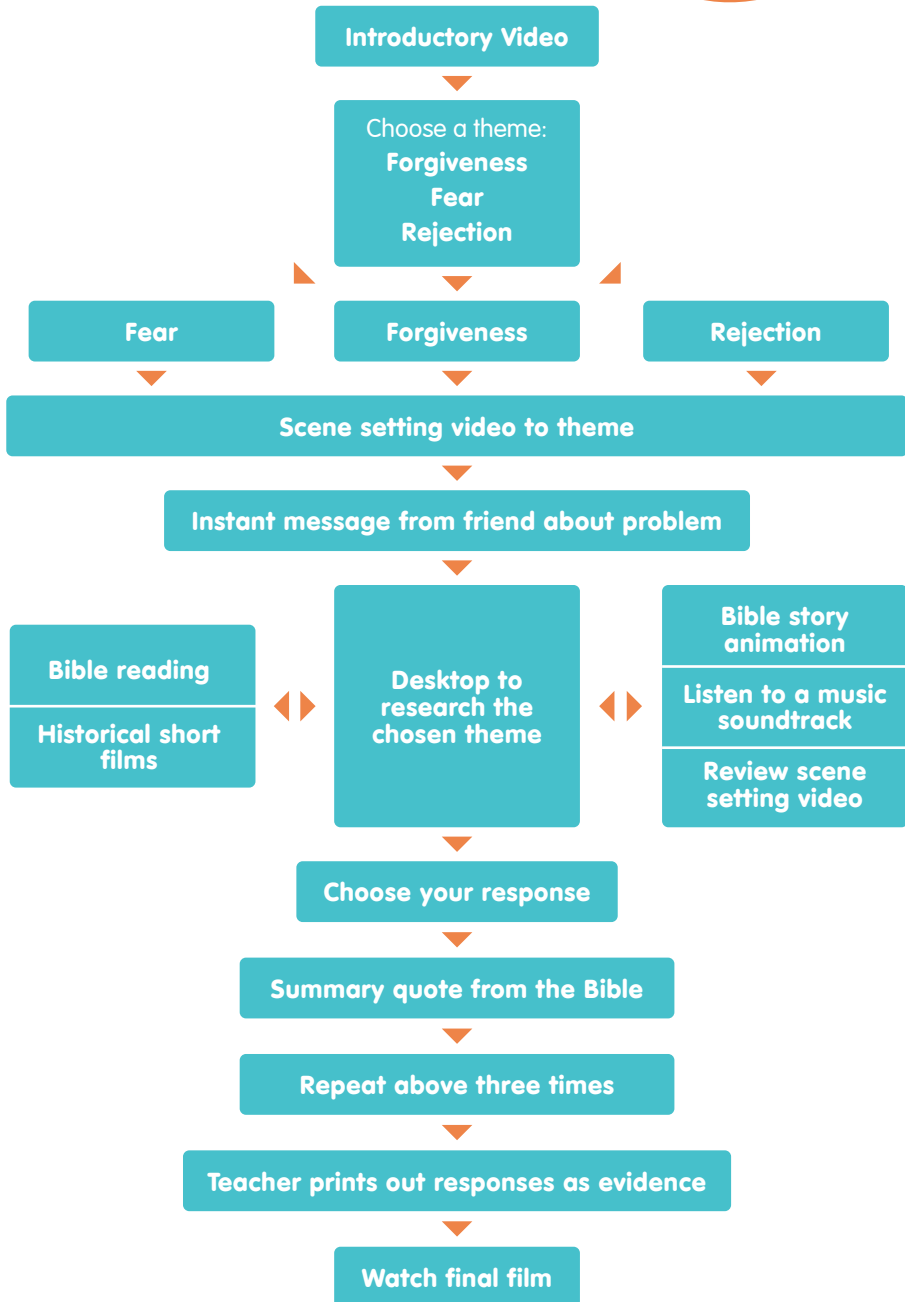 Introductory Video
Choose a theme:
Forgiveness
Fear
Rejection
Fear
Forgiveness
Rejection
Scene setting video to theme
Instant message from friend about problem
Bible reading
Historical short
films
Desktop to
research the
chosen theme
Bible story
animation
Listen to a music
soundtrack
Review scene
setting video
Choose your response
Summary quote from the Bible
Repeat above three times
Teacher prints out responses as evidence
Watch final film